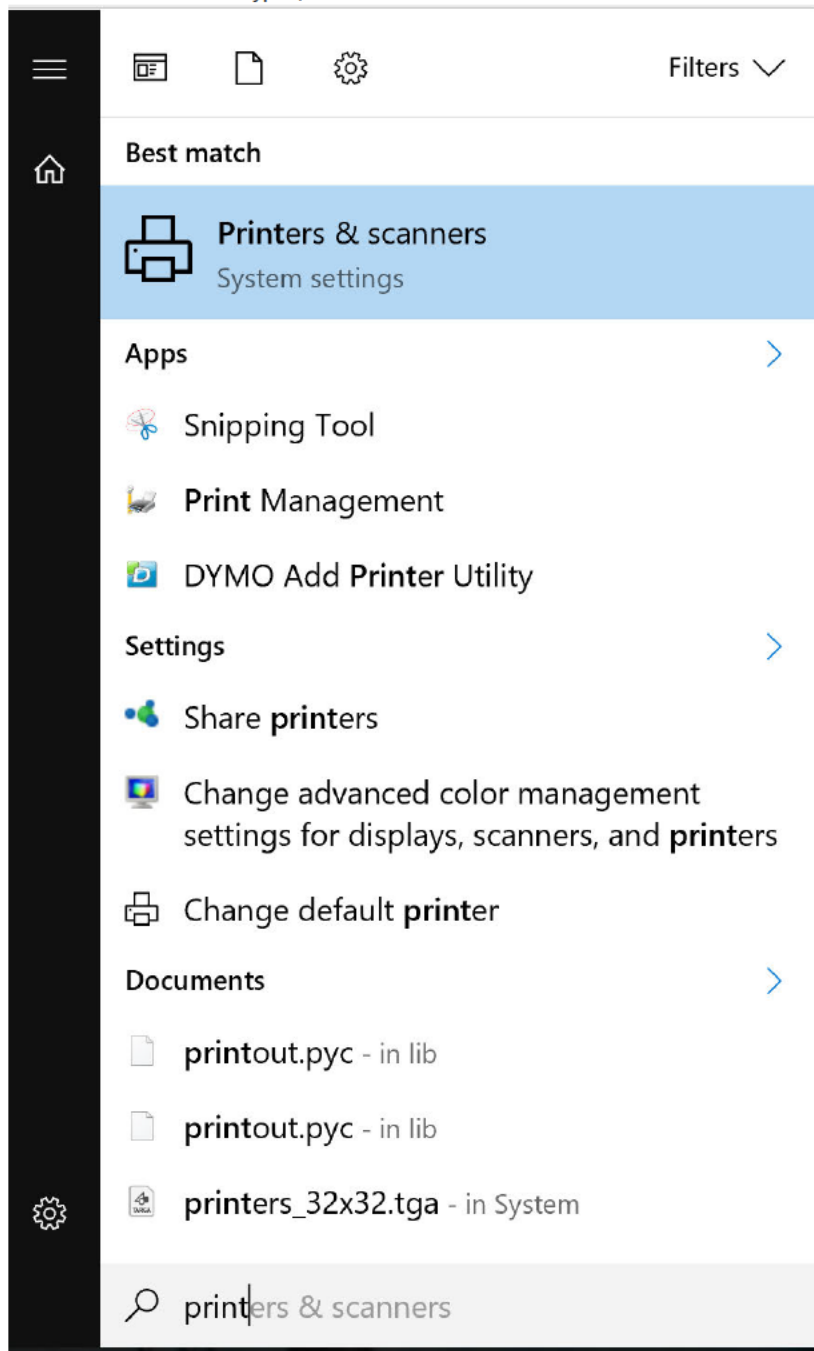 Filters
Best match
Printers & scanners
System settings
Apps
Snipping Tool
Print Management
DYMO Add Printer Utility
Settings
Share printers
Change advanced color management
settings for displays, scanners, and printers
Change default printer
Documents
printout.pyc - in lib
printout.pyc - in lib
printers_32x32.tga - in System
printers & scanners